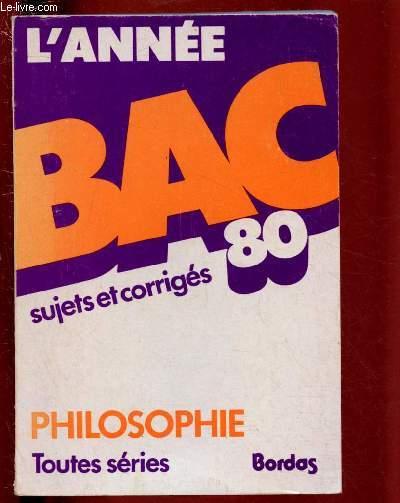 © Le-livre.com
L'ANNÉE
BAC
80
sujets et corrigés
PHILOSOPHIE
Toutes séries
Bordas